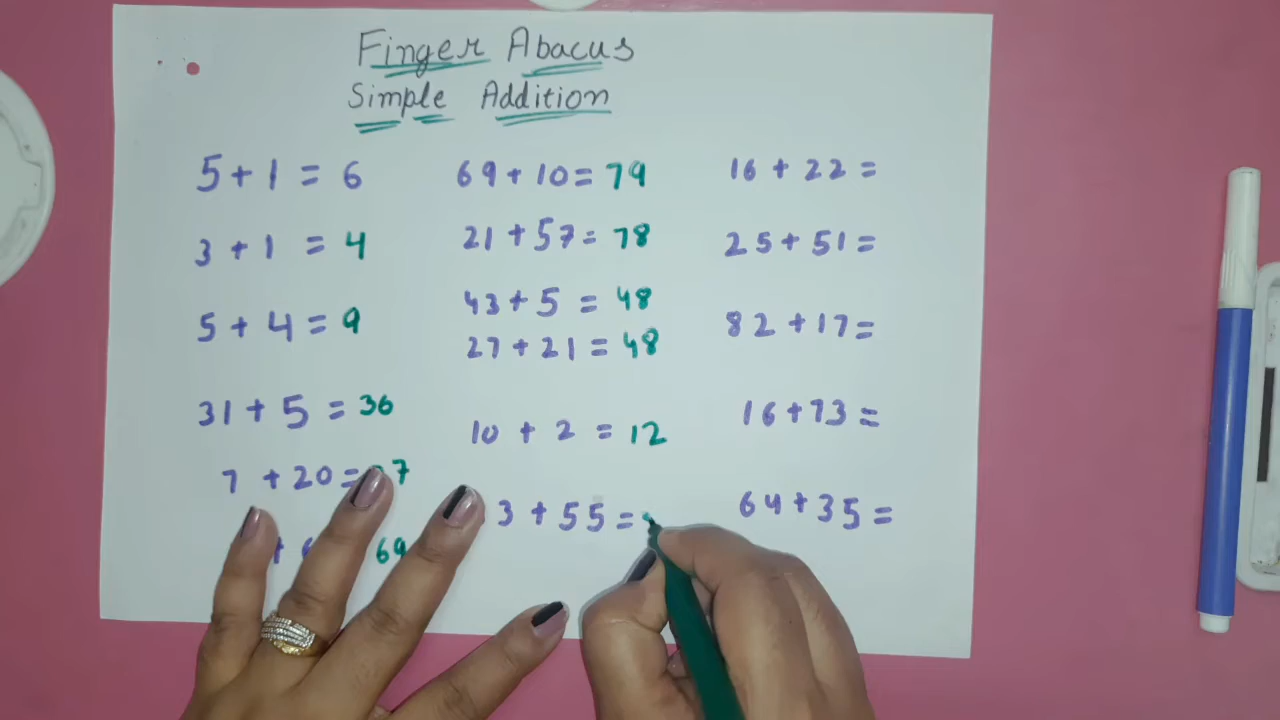 Finger Abacus
Simple Addition
5 + 1 = 6
3 + 1 = 4
5 + 4 = 9
31 + 5 = 36
7 + 20 = 7
+ 69
69 + 10 = 79
21 + 57 = 78
43 + 5 = 48
27 + 21 = 48
10 + 2 = 12
3 + 55 =
16 + 22 =
25 + 51 =
82 + 17 =
16 + 73 =
64 + 35 =